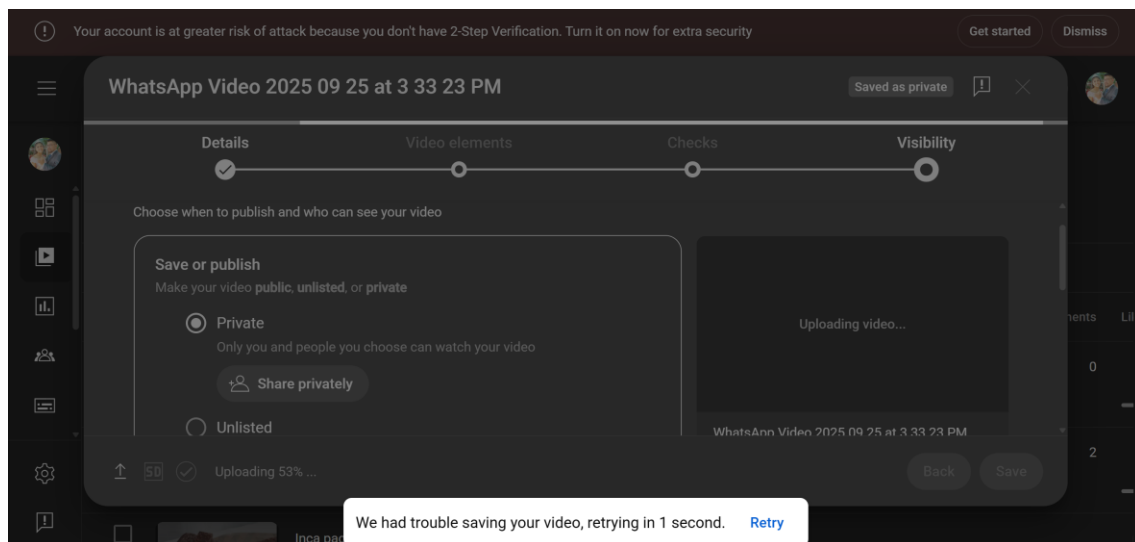 Your account is at greater risk of attack because you don't have 2-Step Verification. Turn it on now for extra security
Get started
Dismiss
WhatsApp Video 2025 09 25 at 3 33 23 PM
Saved as private
Details
Video elements
Checks
Visibility
Choose when to publish and who can see your video
Save or publish
Make your video public, unlisted, or private
Private
Only you and people you choose can watch your video
Share privately
Unlisted
Uploading video...
WhatsApp Video 2025 09 25 at 3 33 23 PM
0
2
SD
Uploading 53% ...
Back
Save
We had trouble saving your video, retrying in 1 second.
Retry
Inca